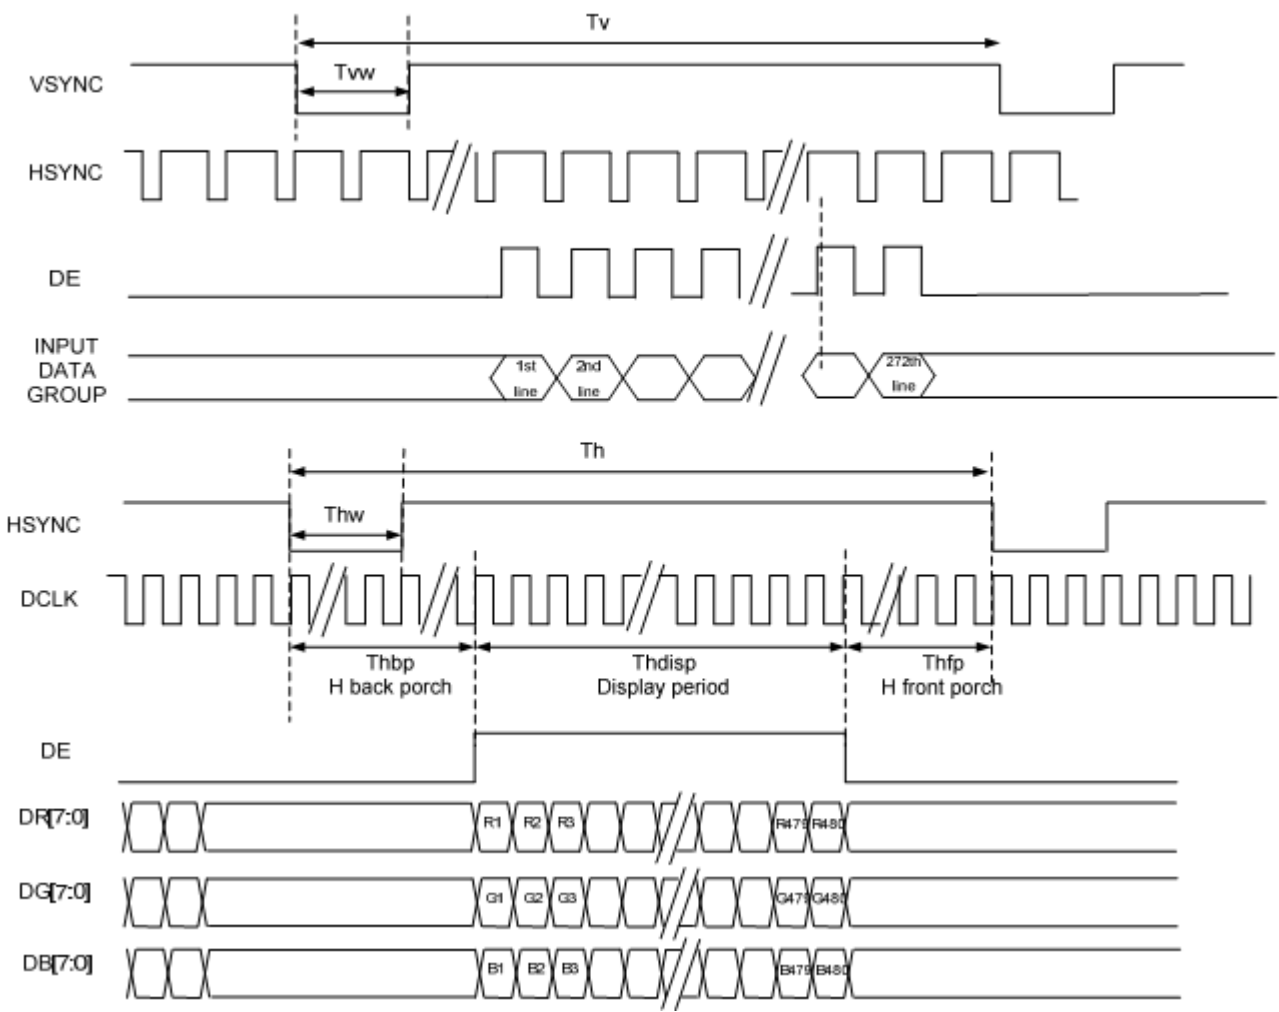 Tv
VSYNC
Tvw
HSYNC
DE
INPUT
DATA
GROUP
1st
line
2nd
line
272th
line
Th
HSYNC
Thw
DCLK
Thbp
H back porch
Thdisp
Display period
Thfp
H front porch
DE
DR[7:0]
R1 R2 R3 R479 R480
DG[7:0]
G1 G2 G3 G479 G480
DB[7:0]
B1 B2 B3 B479 B480